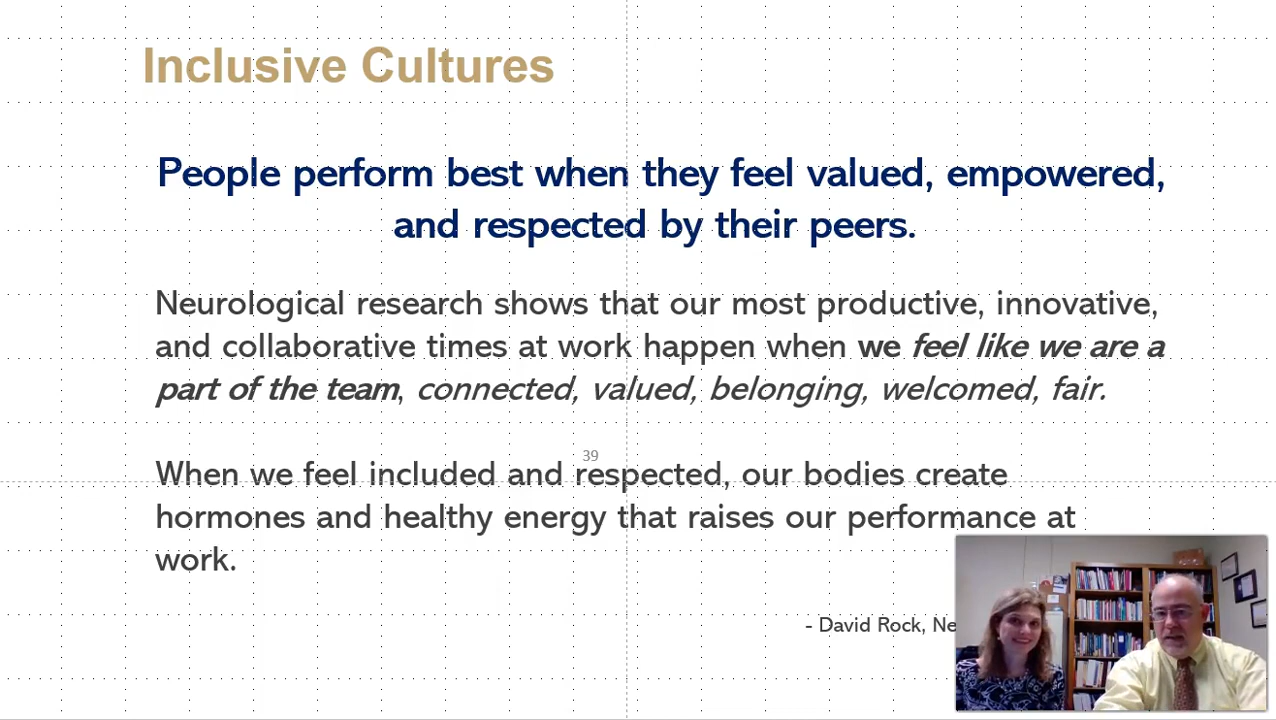 Inclusive Cultures
People perform best when they feel valued, empowered,
and respected by their peers.
Neurological research shows that our most productive, innovative,
and collaborative times at work happen when we feel like we are a
part of the team, connected, valued, belonging, welcomed, fair.
39
When we feel included and respected, our bodies create
hormones and healthy energy that raises our performance at
work.
- David Rock,